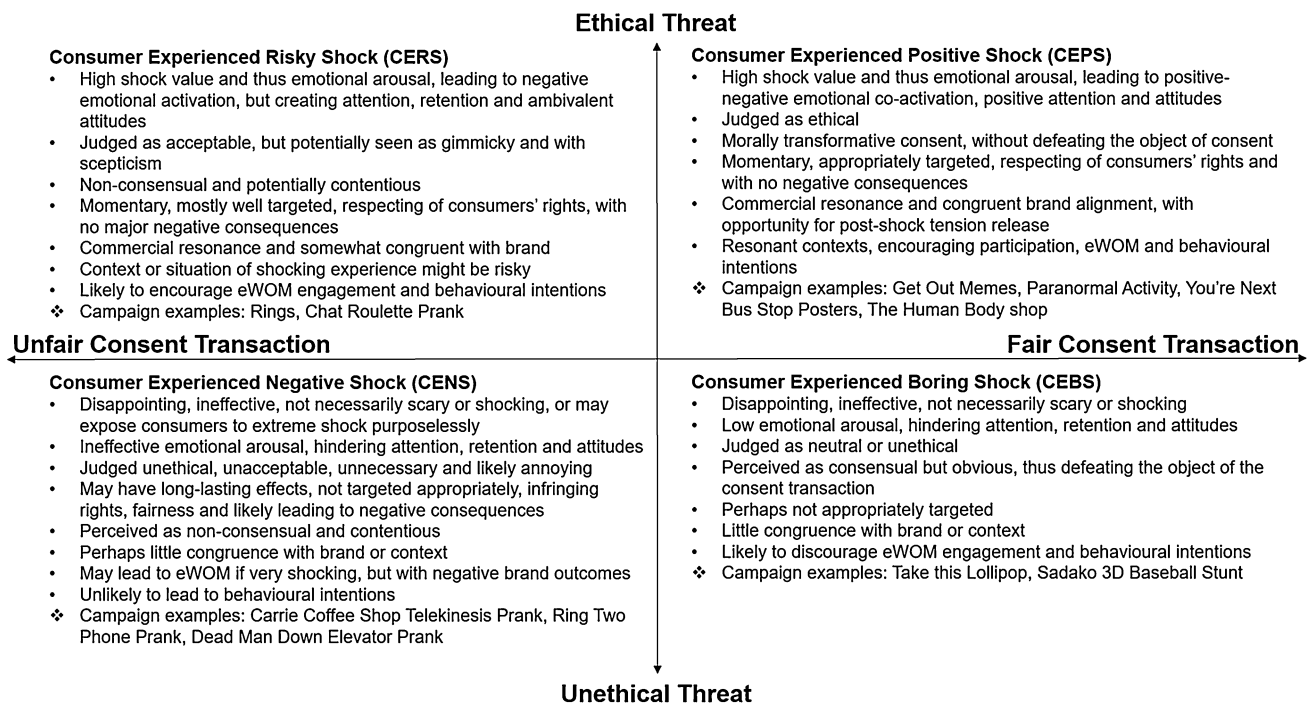 Ethical Threat
Consumer Experienced Risky Shock (CERS)
• High shock value and thus emotional arousal, leading to negative
emotional activation, but creating attention, retention and ambivalent
attitudes
• Judged as acceptable, but potentially seen as gimmicky and with
scepticism
• Non-consensual and potentially contentious
• Momentary, mostly well targeted, respecting of consumers' rights, with
no major negative consequences
• Commercial resonance and somewhat congruent with brand
• Context or situation of shocking experience might be risky
• Likely to encourage eWOM engagement and behavioural intentions
❖ Campaign examples: Rings, Chat Roulette Prank
Consumer Experienced Positive Shock (CEPS)
• High shock value and thus emotional arousal, leading to positive-
negative emotional co-activation, positive attention and attitudes
• Judged as ethical
• Morally transformative consent, without defeating the object of consent
• Momentary, appropriately targeted, respecting of consumers' rights and
with no negative consequences
• Commercial resonance and congruent brand alignment, with
opportunity for post-shock tension release
• Resonant contexts, encouraging participation, eWOM and behavioural
intentions
❖ Campaign examples: Get Out Memes, Paranormal Activity, You're Next
Bus Stop Posters, The Human Body shop
Unfair Consent Transaction
Fair Consent Transaction
Consumer Experienced Negative Shock (CENS)
• Disappointing, ineffective, not necessarily scary or shocking, or may
expose consumers to extreme shock purposelessly
• Ineffective emotional arousal, hindering attention, retention and attitudes
• Judged unethical, unacceptable, unnecessary and likely annoying
• May have long-lasting effects, not targeted appropriately, infringing
rights, fairness and likely leading to negative consequences
• Perceived as non-consensual and contentious
• Perhaps little congruence with brand or context
• May lead to eWOM if very shocking, but with negative brand outcomes
• Unlikely to lead to behavioural intentions
❖ Campaign examples: Carrie Coffee Shop Telekinesis Prank, Ring Two
Phone Prank, Dead Man Down Elevator Prank
Consumer Experienced Boring Shock (CEBS)
• Disappointing, ineffective, not necessarily scary or shocking
• Low emotional arousal, hindering attention, retention and attitudes
• Judged as neutral or unethical
• Perceived as consensual but obvious, thus defeating the object of the
consent transaction
• Perhaps not appropriately targeted
• Little congruence with brand or context
• Likely to discourage eWOM engagement and behavioural intentions
❖ Campaign examples: Take this Lollipop, Sadako 3D Baseball Stunt
Unethical Threat